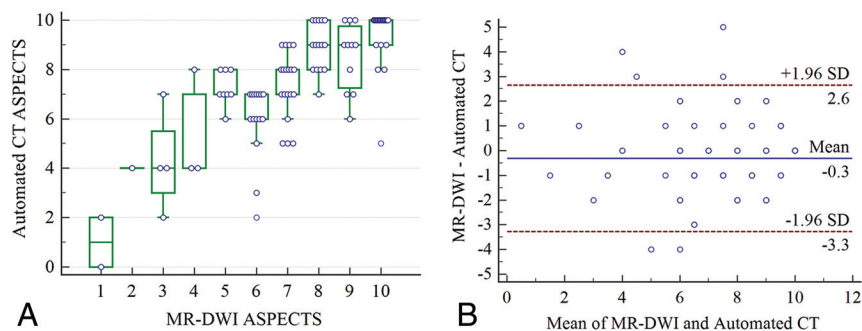 10
8
6
4
2
0
Automated CT ASPECTS
1 2 3 4 5 6 7 8 9 10
MR-DWI ASPECTS
A
5
4
3
2
1
0
-1
-2
-3
-4
-5
MR-DWI - Automated CT
+1.96 SD
2.6
Mean
-0.3
-1.96 SD
-3.3
0 2 4 6 8 10 12
Mean of MR-DWI and Automated CT
B